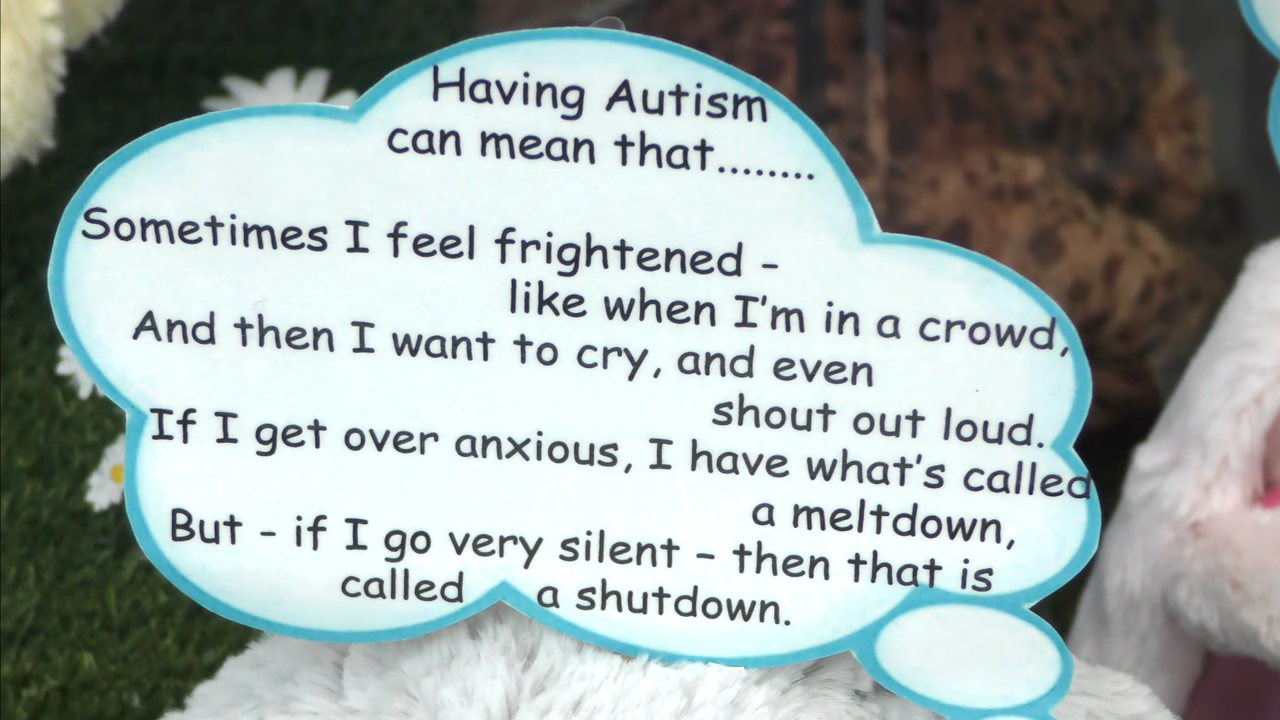 Having Autism
can mean that........
Sometimes I feel frightened -
like when I'm in a crowd,
And then I want to cry, and even
shout out loud.
If I get over anxious, I have what's called
a meltdown,
But - if I go very silent - then that is
called a shutdown.